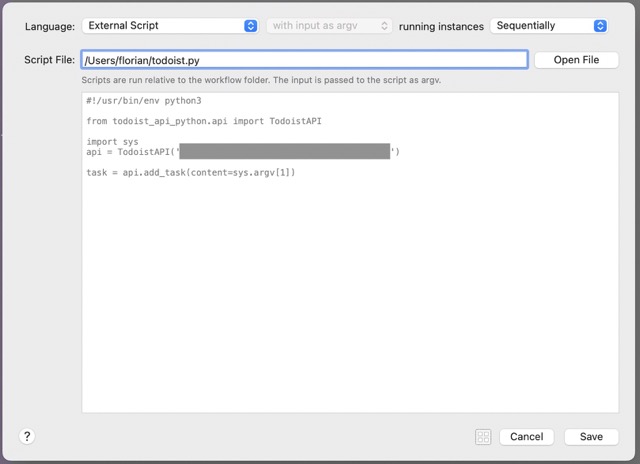 Language: External Script with input as argv running instances Sequentially
Script File: /Users/florian/todoist.py Open File
Scripts are run relative to the workflow folder. The input is passed to the script as argv.
#!/usr/bin/env python3
from todoist_api_python.api import TodoistAPI
import sys
api = TodoistAPI('')
task = api.add_task(content=sys.argv[1])
? Cancel Save